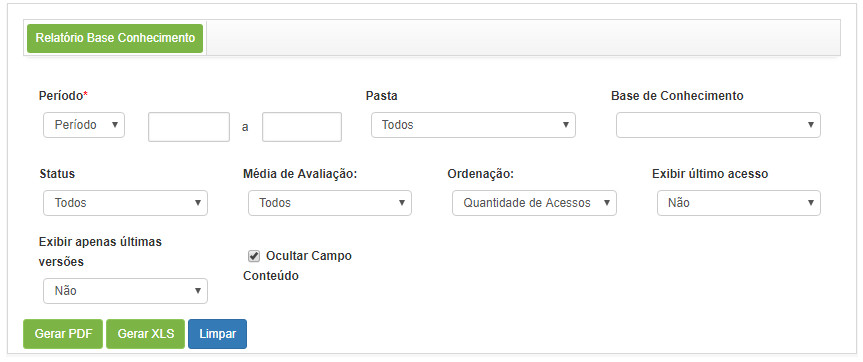 Relatório Base Conhecimento
Período* Pasta Base de Conhecimento
Período a Todos
Status Média de Avaliação: Ordenação: Exibir último acesso
Todos Todos Quantidade de Acessos Não
Exibir apenas últimas
versões
Ocultar Campo
Conteúdo
Não
Gerar PDF Gerar XLS Limpar